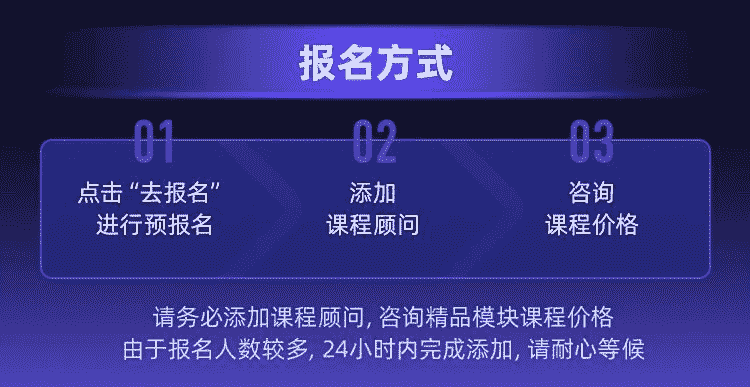 报名方式
01
点击“去报名”
进行预报名
02
添加
课程顾问
03
咨询
课程价格
请务必添加课程顾问, 咨询精品模块课程价格
由于报名人数较多, 24小时内完成添加, 请耐心等候